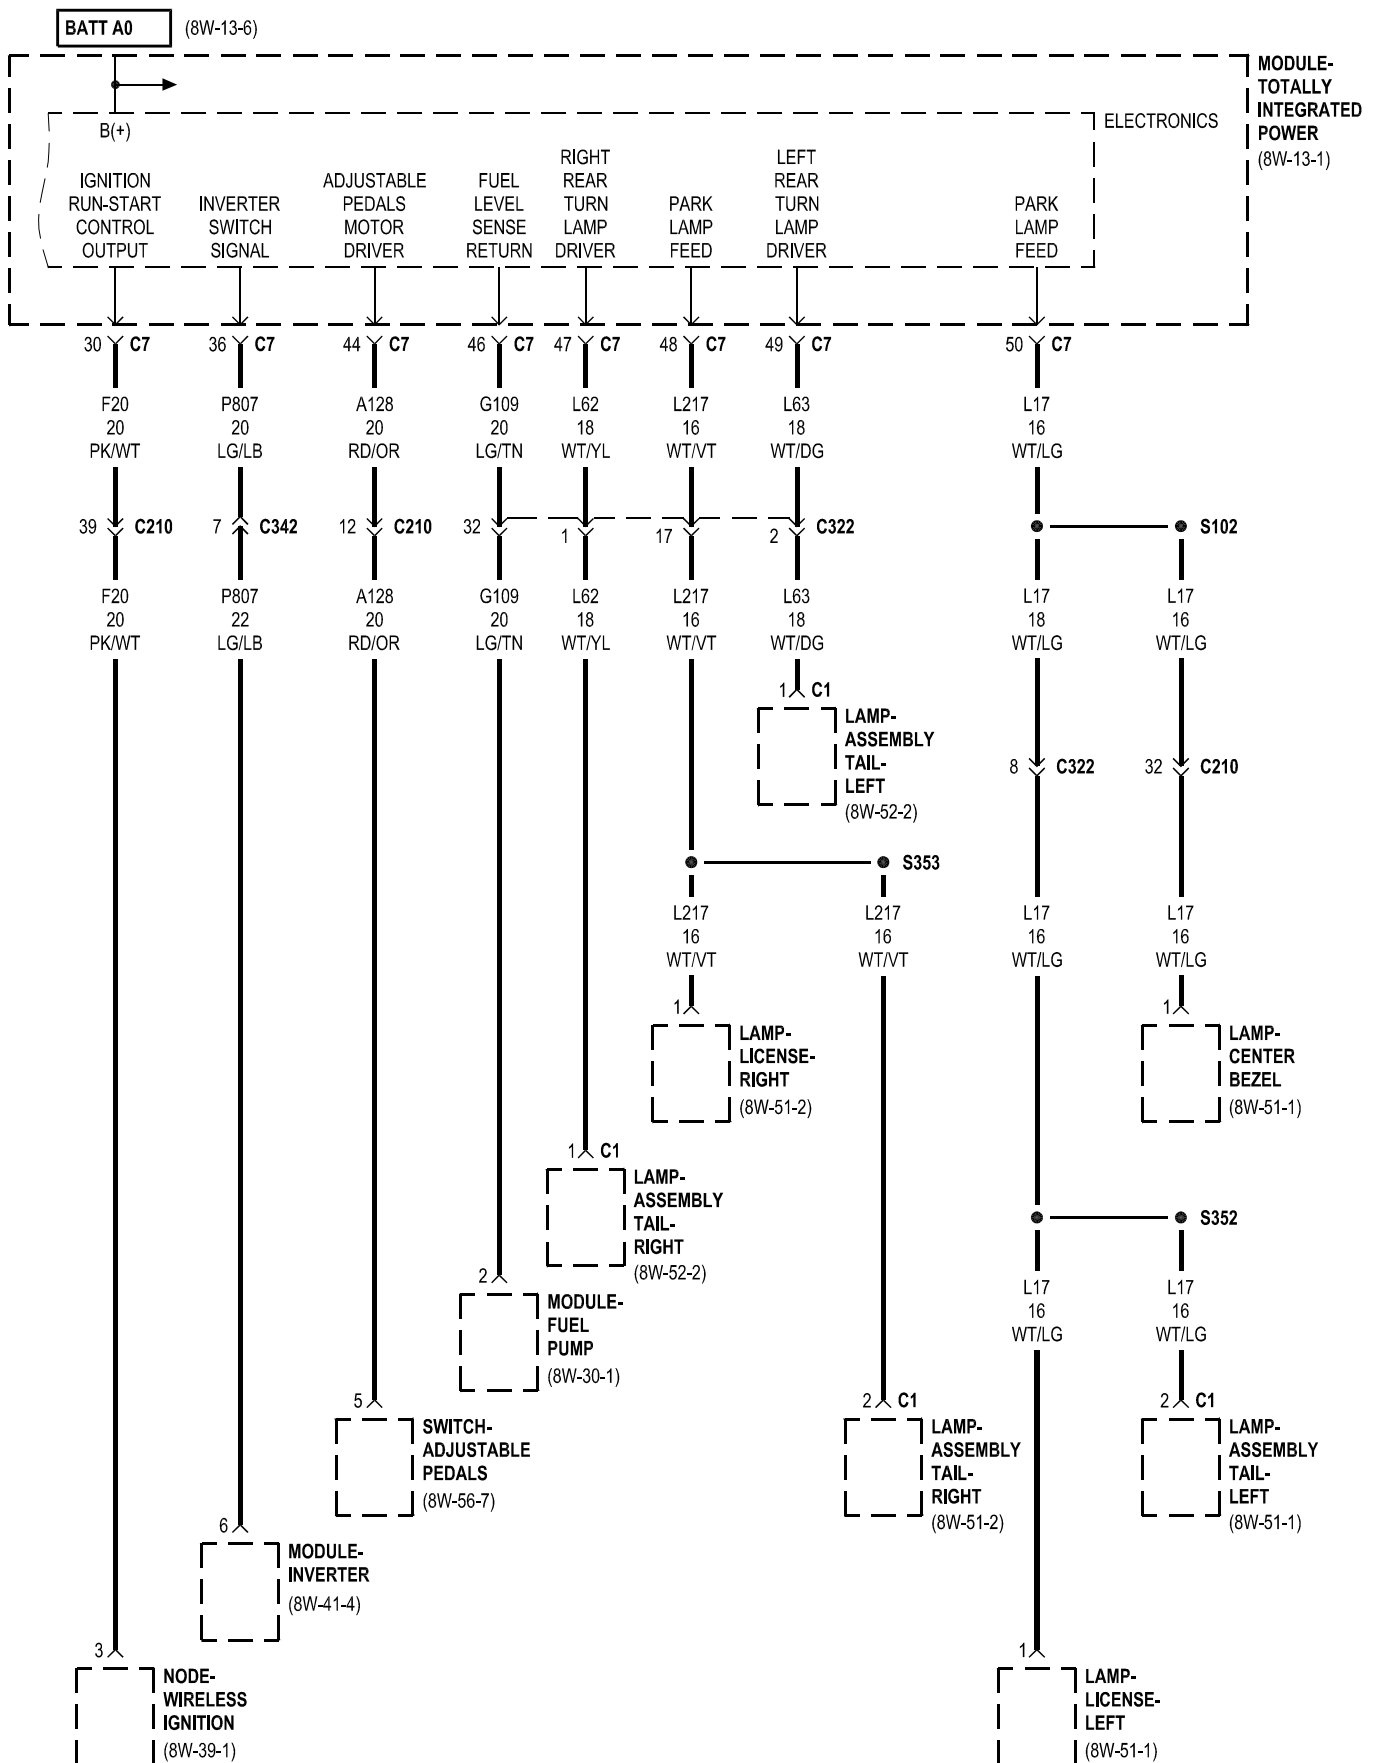 BATT A0 (8W-13-6)
MODULE-
TOTALLY
INTEGRATED
POWER
(8W-13-1)
ELECTRONICS
B(+)
IGNITION
RUN-START
CONTROL
OUTPUT
INVERTER
SWITCH
SIGNAL
ADJUSTABLE
PEDALS
MOTOR
DRIVER
FUEL
LEVEL
SENSE
RETURN
RIGHT
REAR
TURN
LAMP
DRIVER
PARK
LAMP
FEED
LEFT
REAR
TURN
LAMP
DRIVER
PARK
LAMP
FEED
30 C7 36 C7 44 C7 46 C7 47 C7 48 C7 49 C7 50 C7
F20 P807 A128 G109 L62 L217 L63 L17
20 20 20 20 18 16 18 16
PK/WT LG/LB RD/OR LG/TN WT/YL WT/VT WT/DG WT/LG
39 C210 7 C342 12 C210 32 1 17 2 C322 S102
F20 P807 A128 G109 L62 L217 L63 L17 L17
20 22 20 20 18 16 18 18 16
PK/WT LG/LB RD/OR LG/TN WT/YL WT/VT WT/DG WT/LG WT/LG
1 C1
LAMP-
ASSEMBLY
TAIL-
LEFT
(8W-52-2)
8 C322 32 C210
S353
L217 L217 L17 L17
16 16 16 16
WT/VT WT/VT WT/LG WT/LG
1
LAMP-
LICENSE-
RIGHT
(8W-51-2)
1
LAMP-
CENTER
BEZEL
(8W-51-1)
1 C1
LAMP-
ASSEMBLY
TAIL-
RIGHT
(8W-52-2)
S352
2
MODULE-
FUEL
PUMP
(8W-30-1)
L17 L17
16 16
WT/LG WT/LG
5
SWITCH-
ADJUSTABLE
PEDALS
(8W-56-7)
2 C1
LAMP-
ASSEMBLY
TAIL-
RIGHT
(8W-51-2)
2 C1
LAMP-
ASSEMBLY
TAIL-
LEFT
(8W-51-1)
6
MODULE-
INVERTER
(8W-41-4)
3
NODE-
WIRELESS
IGNITION
(8W-39-1)
1
LAMP-
LICENSE-
LEFT
(8W-51-1)